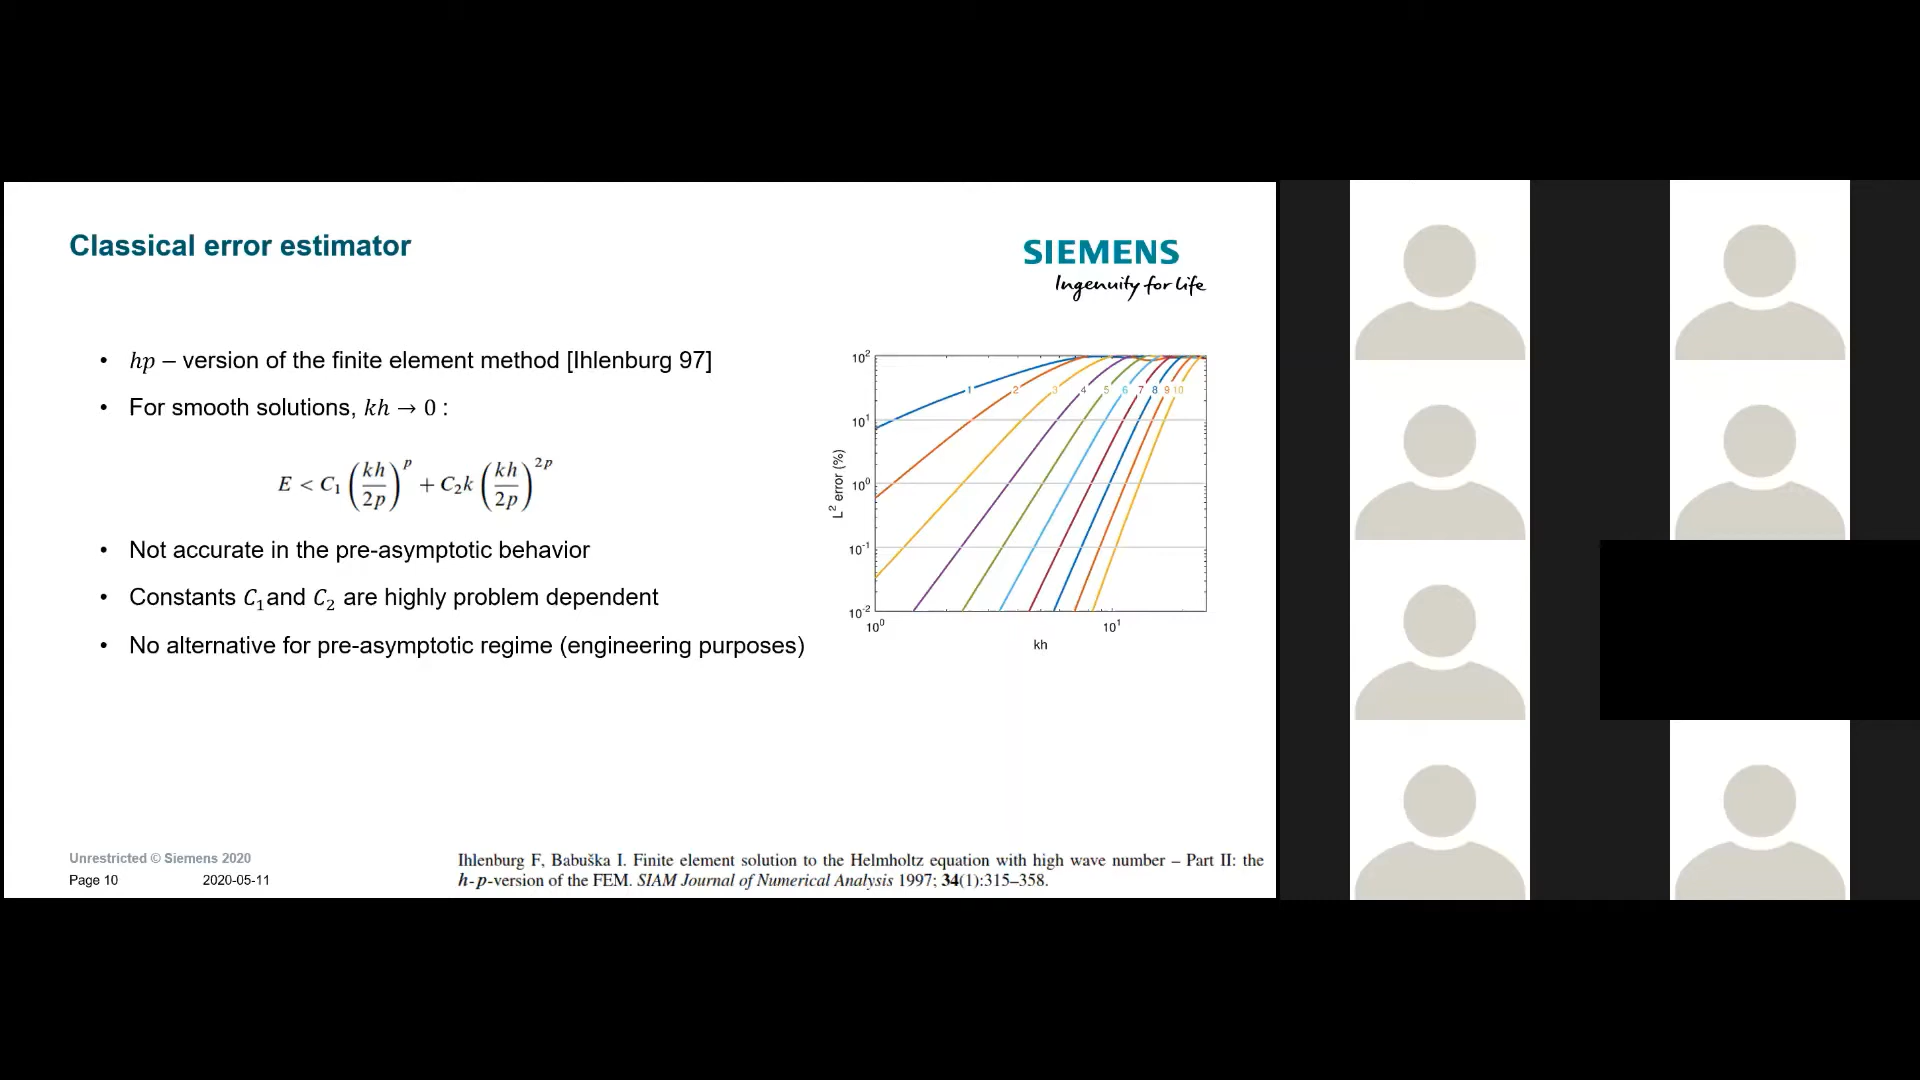 Classical error estimator
SIEMENS
Ingenuity for life
• hp – version of the finite element method [Ihlenburg 97]
• For smooth solutions, kh → 0 :
E < C₁ (kh/2p)^p + C₂k (kh/2p)^2p
• Not accurate in the pre-asymptotic behavior
• Constants C₁and C₂ are highly problem dependent
• No alternative for pre-asymptotic regime (engineering purposes)
10²
10¹
10⁰
10⁻¹
10⁻²
L² error (%)
1 2 3 4 5 6 7 8 9 10
10⁰ 10¹
kh
Unrestricted © Siemens 2020
Page 10 2020-05-11
Ihlenburg F, Babuška I. Finite element solution to the Helmholtz equation with high wave number – Part II: the
h-p-version of the FEM. SIAM Journal of Numerical Analysis 1997; 34(1):315–358.